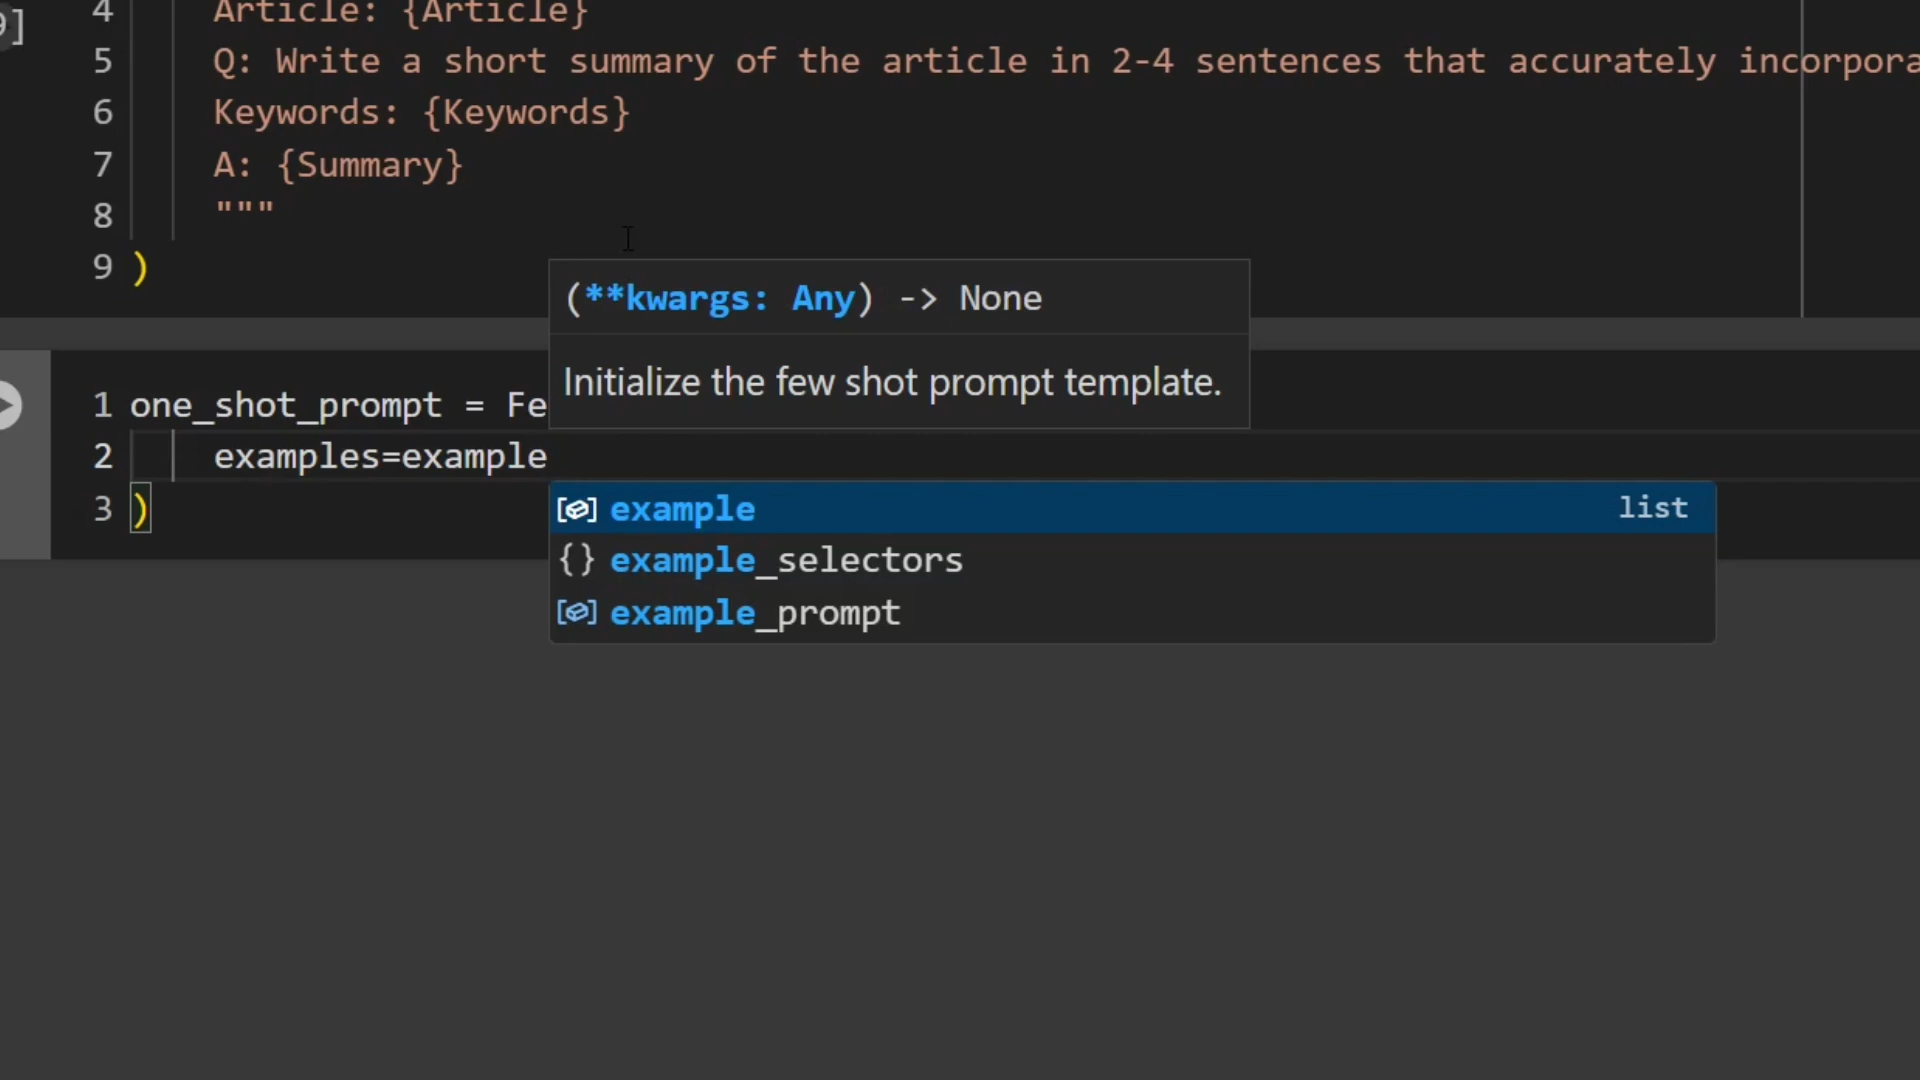 9]
4 Article: {Article}
5 Q: Write a short summary of the article in 2-4 sentences that accurately incorpora
6 Keywords: {Keywords}
7 A: {Summary}
8 """
9 )
(**kwargs: Any) -> None
Initialize the few shot prompt template.
1 one_shot_prompt = Fe
2 examples=example
3 )
example list
example_selectors
example_prompt